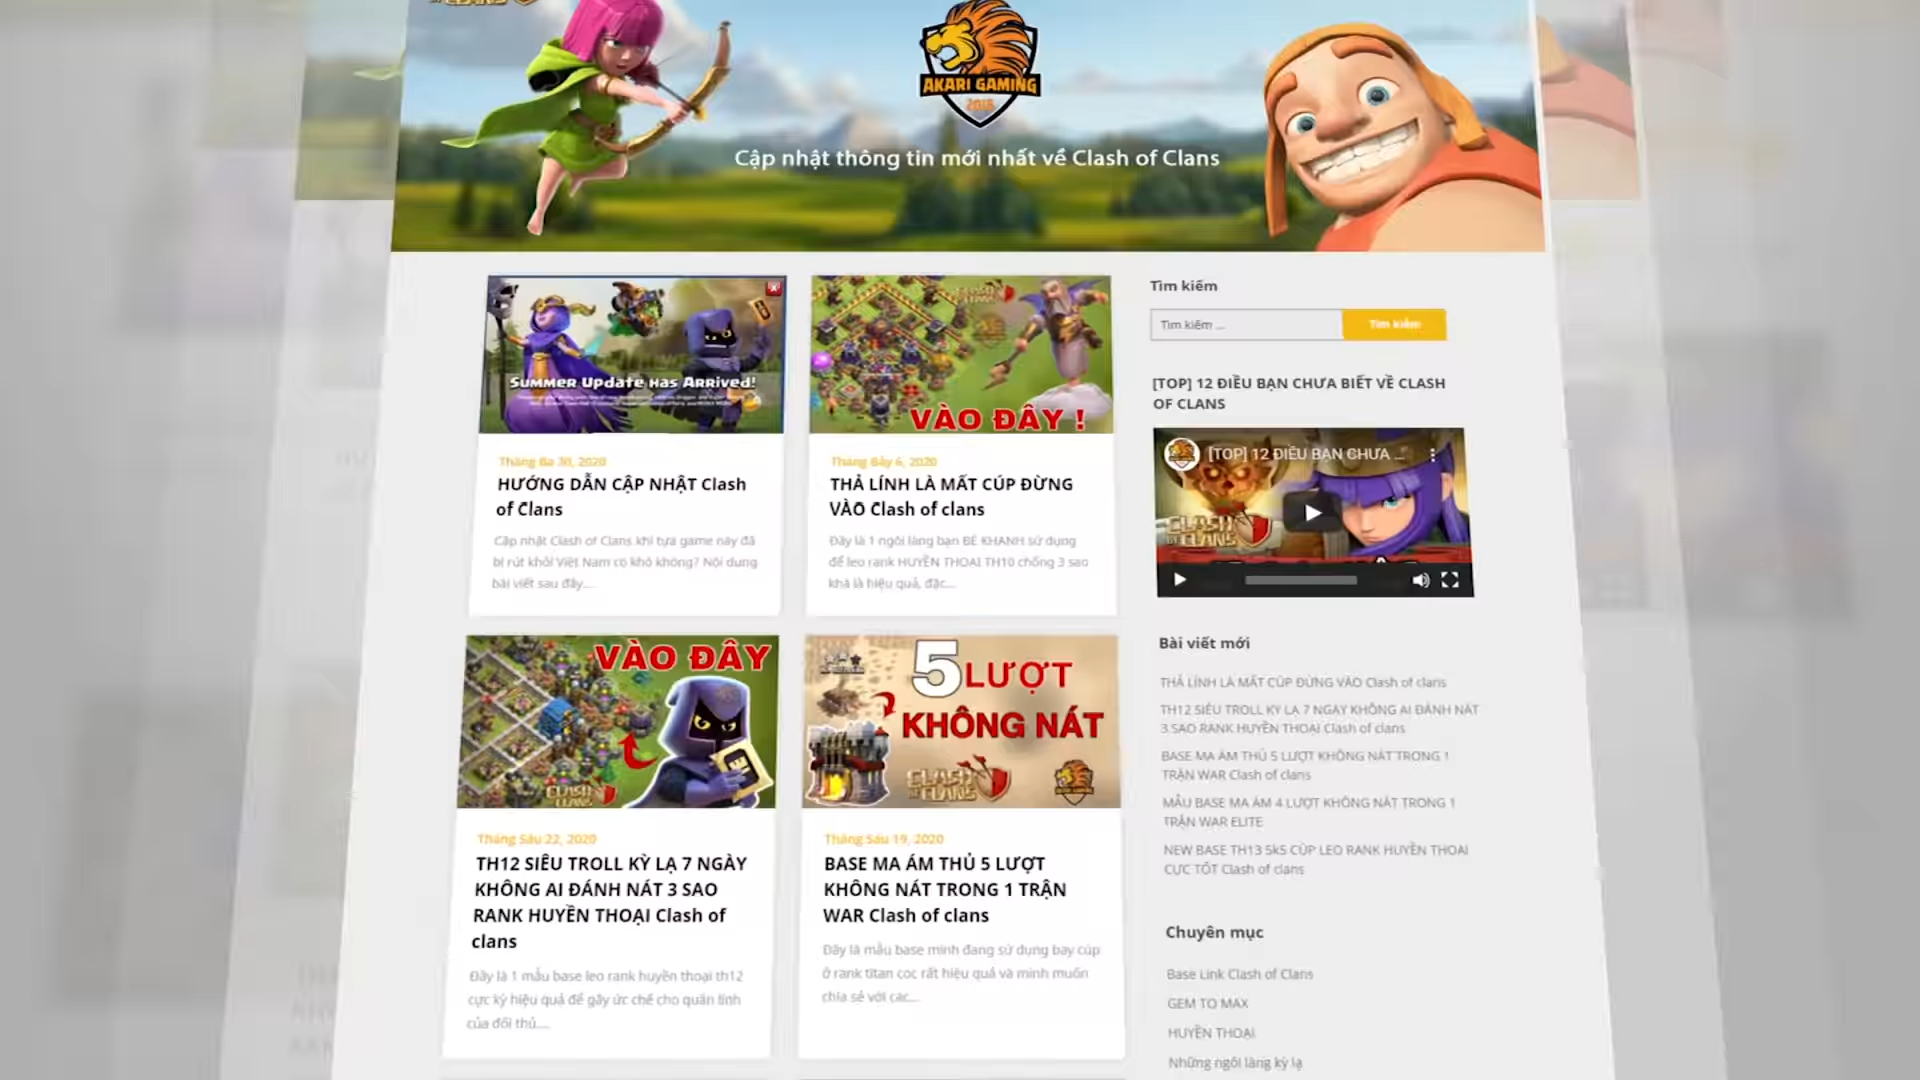 AKARI GAMING
2018
Cập nhật thông tin mới nhất về Clash of Clans
Summer Update has Arrived!
Tháng Ba 30, 2020
HƯỚNG DẪN CẬP NHẬT Clash
of Clans
Cập nhật Clash of Clans khi tựa game này đã
bị rút khỏi Việt Nam có khó không? Nội dung
bài viết sau đây....
VÀO ĐÂY !
Tháng Bảy 6, 2020
THẢ LÍNH LÀ MẤT CÚP ĐỪNG
VÀO Clash of clans
Đây là 1 ngôi làng bạn BÉ KHANH sử dụng
để leo rank HUYỀN THOẠI TH10 chống 3 sao
khá là hiệu quả, đặc...
VÀO ĐÂY
CLASH
OF CLANS
Tháng Sáu 22, 2020
TH12 SIÊU TROLL KỲ LẠ 7 NGÀY
KHÔNG AI ĐÁNH NÁT 3 SAO
RANK HUYỀN THOẠI Clash of
clans
Đây là 1 mẫu base leo rank huyền thoại th12
cực kỳ hiệu quả để gây ức chế cho quân lính
của đối thủ....
5 LƯỢT
KHÔNG NÁT
CLASH
OF CLANS
Tháng Sáu 19, 2020
BASE MA ÁM THỦ 5 LƯỢT
KHÔNG NÁT TRONG 1 TRẬN
WAR Clash of clans
Đây là mẫu base mình đang sử dụng bay cúp
ở rank titan coc rất hiệu quả và mình muốn
chia sẻ với các...
Tìm kiếm
Tìm kiếm ...
Tìm kiếm
[TOP] 12 ĐIỀU BẠN CHƯA BIẾT VỀ CLASH
OF CLANS
[TOP] 12 ĐIỀU BẠN CHƯA ...
CLASH
OF CLANS
Bài viết mới
THẢ LÍNH LÀ MẤT CÚP ĐỪNG VÀO Clash of clans
TH12 SIÊU TROLL KỲ LẠ 7 NGÀY KHÔNG AI ĐÁNH NÁT
3 SAO RANK HUYỀN THOẠI Clash of clans
BASE MA ÁM THỦ 5 LƯỢT KHÔNG NÁT TRONG 1
TRẬN WAR Clash of clans
MẪU BASE MA ÁM 4 LƯỢT KHÔNG NÁT TRONG 1
TRẬN WAR ELITE
NEW BASE TH13 5k5 CÚP LEO RANK HUYỀN THOẠI
CỰC TỐT Clash of clans
Chuyên mục
Base Link Clash of Clans
GEM TO MAX
HUYỀN THOẠI
Những ngôi làng kỳ lạ